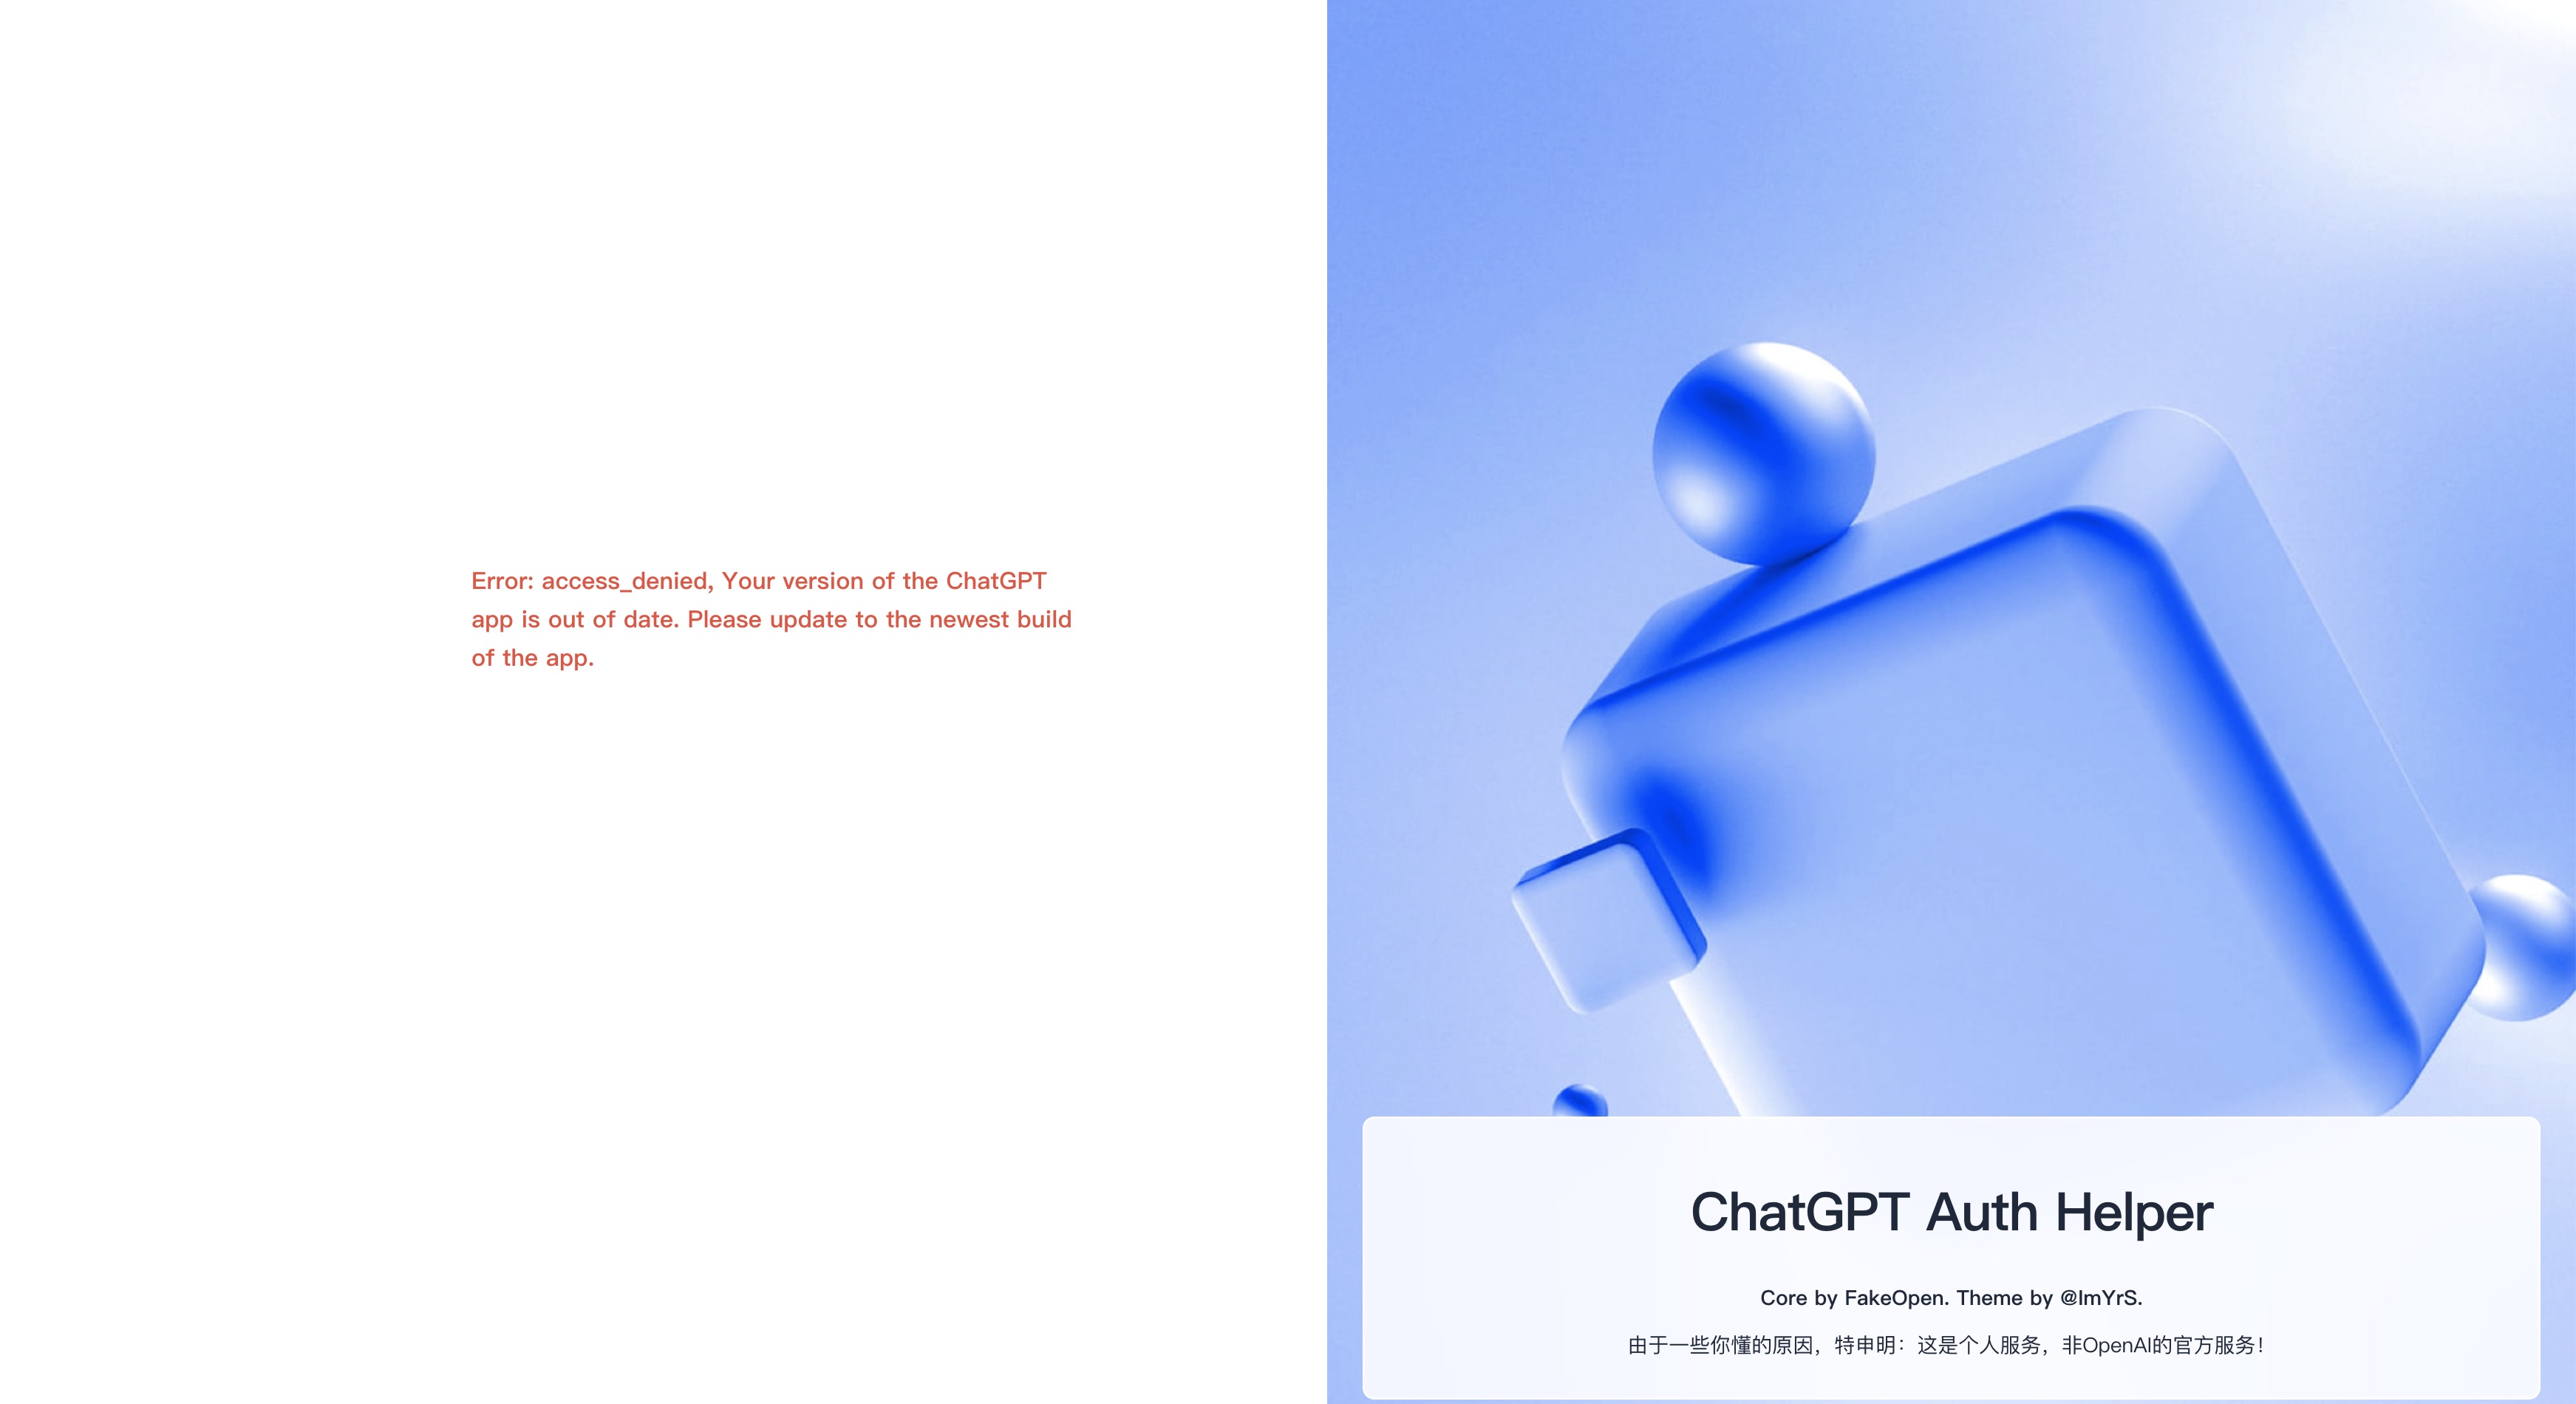 Error: access_denied, Your version of the ChatGPT
app is out of date. Please update to the newest build
of the app.
ChatGPT Auth Helper
Core by FakeOpen. Theme by @ImYrS.
由于一些你懂的原因，特申明：这是个人服务，非OpenAI的官方服务！